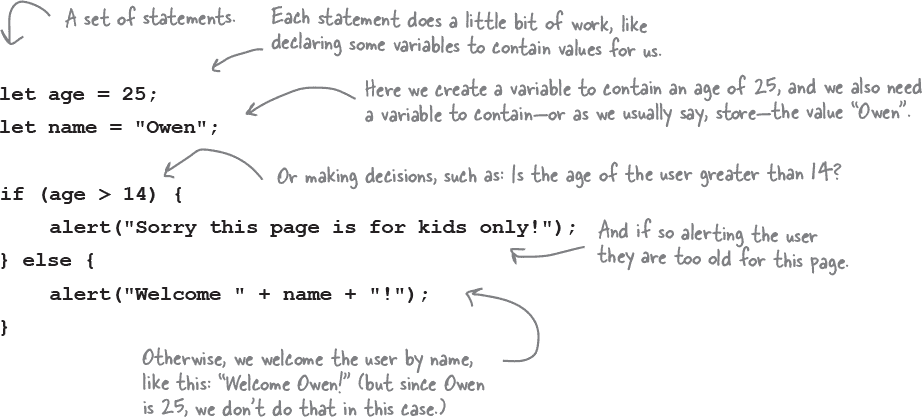 A set of statements.
Each statement does a little bit of work, like
declaring some variables to contain values for us.
let age = 25;
Here we create a variable to contain an age of 25, and we also need
a variable to contain—or as we usually say, store—the value “Owen”.
let name = "Owen";
Or making decisions, such as: Is the age of the user greater than 14?
if (age > 14) {
alert("Sorry this page is for kids only!");
And if so alerting the user
they are too old for this page.
} else {
alert("Welcome " + name + "!");
}
Otherwise, we welcome the user by name,
like this: “Welcome Owen!” (but since Owen
is 25, we don’t do that in this case.)